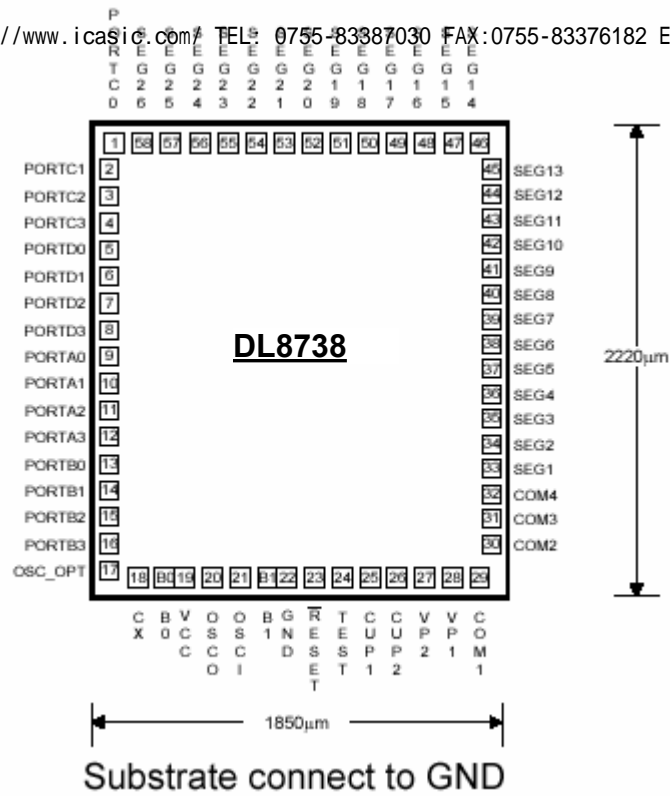 //www.icasic.com/ TEL: 0755-83387030 FAX:0755-83376182 E
PORTC0 SEG26 SEG25 SEG24 SEG23 SEG22 SEG21 SEG20 SEG19 SEG18 SEG17 SEG16 SEG15 SEG14
1 58 57 56 55 54 53 52 51 50 49 48 47 46
PORTC1 2 45 SEG13
PORTC2 3 44 SEG12
PORTC3 4 43 SEG11
PORTD0 5 42 SEG10
PORTD1 6 41 SEG9
PORTD2 7 40 SEG8
PORTD3 8 39 SEG7
DL8738
PORTA0 9 38 SEG6
2220µm
PORTA1 10 37 SEG5
PORTA2 11 36 SEG4
PORTA3 12 35 SEG3
PORTB0 13 34 SEG2
PORTB1 14 33 SEG1
PORTB2 15 32 COM4
PORTB3 16 31 COM3
OSC_OPT 17 30 COM2
18 B0 19 20 21 B1 22 23 24 25 26 27 28 29
CX B0 VCC OSCO OSCI B1 GND RESET TEST CUP1 CUP2 VP2 VP1 COM1
1850µm
Substrate connect to GND